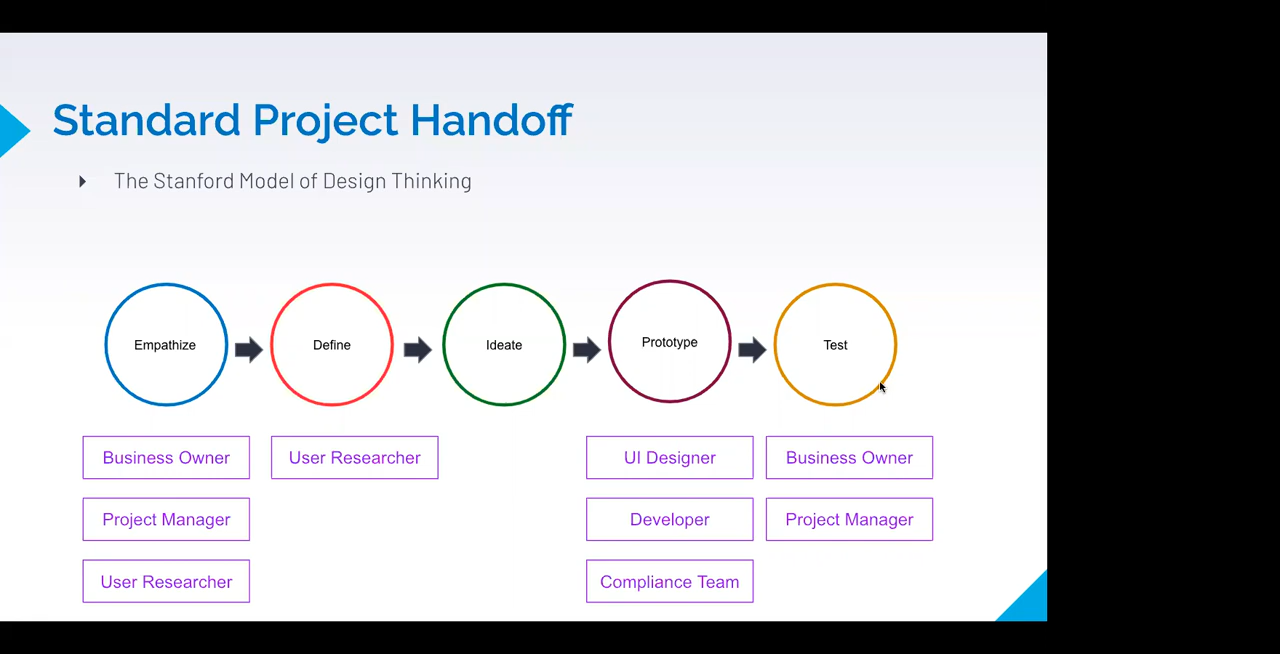 Standard Project Handoff
The Stanford Model of Design Thinking
Empathize
Define
Ideate
Prototype
Test
Business Owner
User Researcher
UI Designer
Business Owner
Project Manager
Developer
Project Manager
User Researcher
Compliance Team